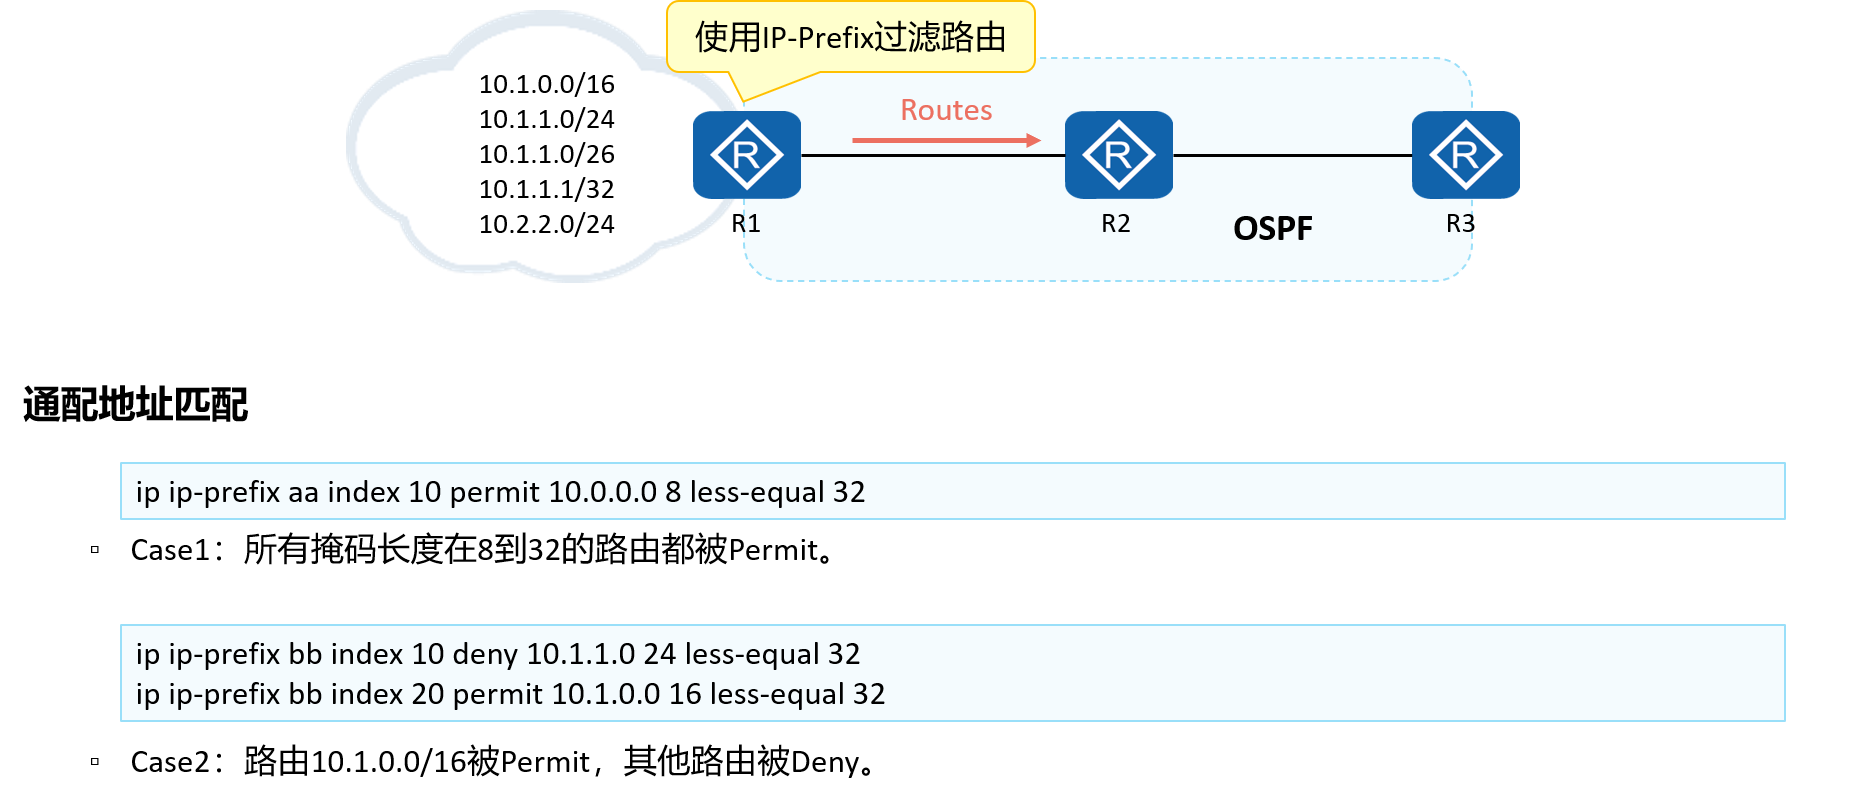 使用IP-Prefix过滤路由
10.1.0.0/16
10.1.1.0/24
10.1.1.0/26
10.1.1.1/32
10.2.2.0/24
Routes
R
R
R
R1
R2
OSPF
R3
通配地址匹配
ip ip-prefix aa index 10 permit 10.0.0.0 8 less-equal 32
▫ Case1：所有掩码长度在8到32的路由都被Permit。
ip ip-prefix bb index 10 deny 10.1.1.0 24 less-equal 32
ip ip-prefix bb index 20 permit 10.1.0.0 16 less-equal 32
▫ Case2：路由10.1.0.0/16被Permit，其他路由被Deny。